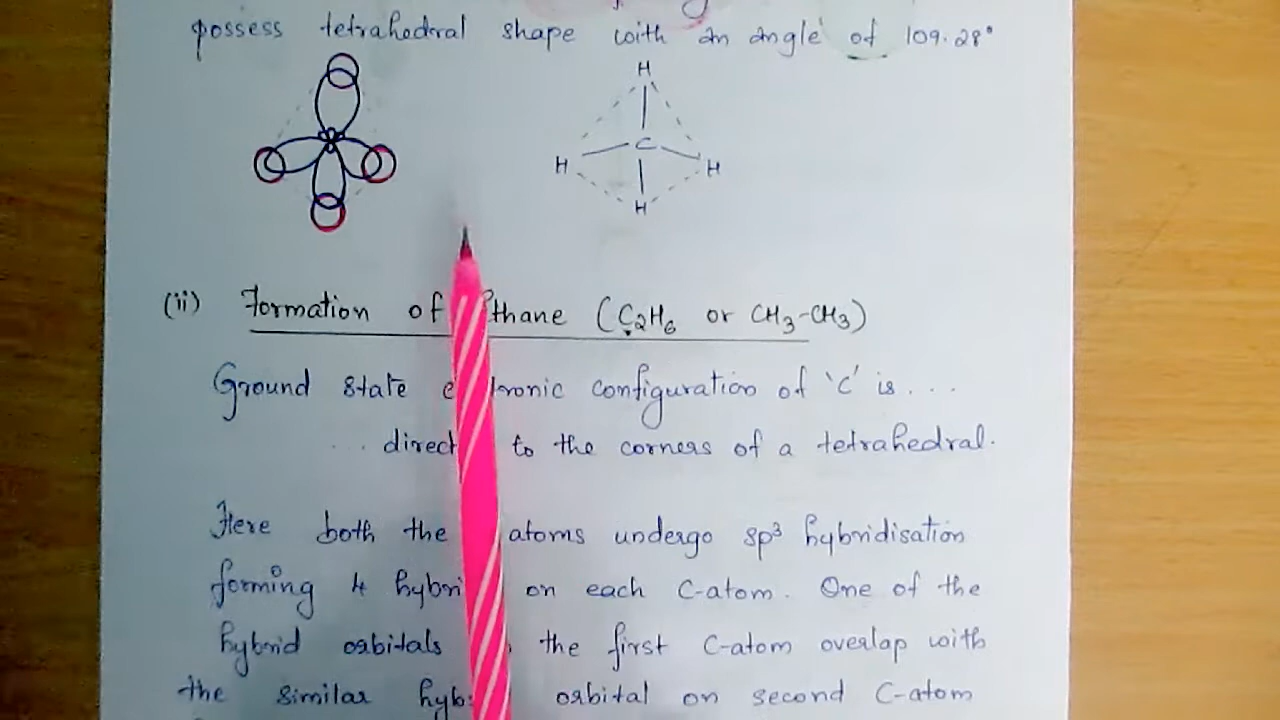 possess tetrahedral shape with an angle of 109.28°
H
C
H
H
H
(ii) Formation of thane (C2H6 or CH3-CH3)
Ground state e tronic configuration of 'C' is . . .
. . direct to the corners of a tetrahedral.
Here both the atoms undergo sp³ hybridisation
forming 4 hybri on each C-atom. One of the
hybrid orbitals the first C-atom overlap with
the similar hyb orbital on second C-atom